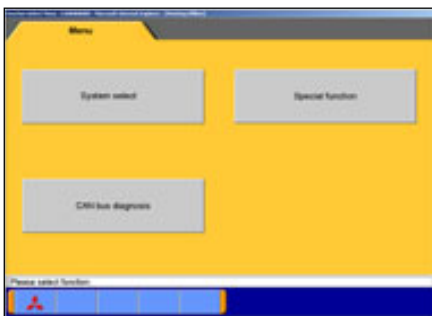 Menu
System select
Special function
CAN bus diagnosis
Please select function